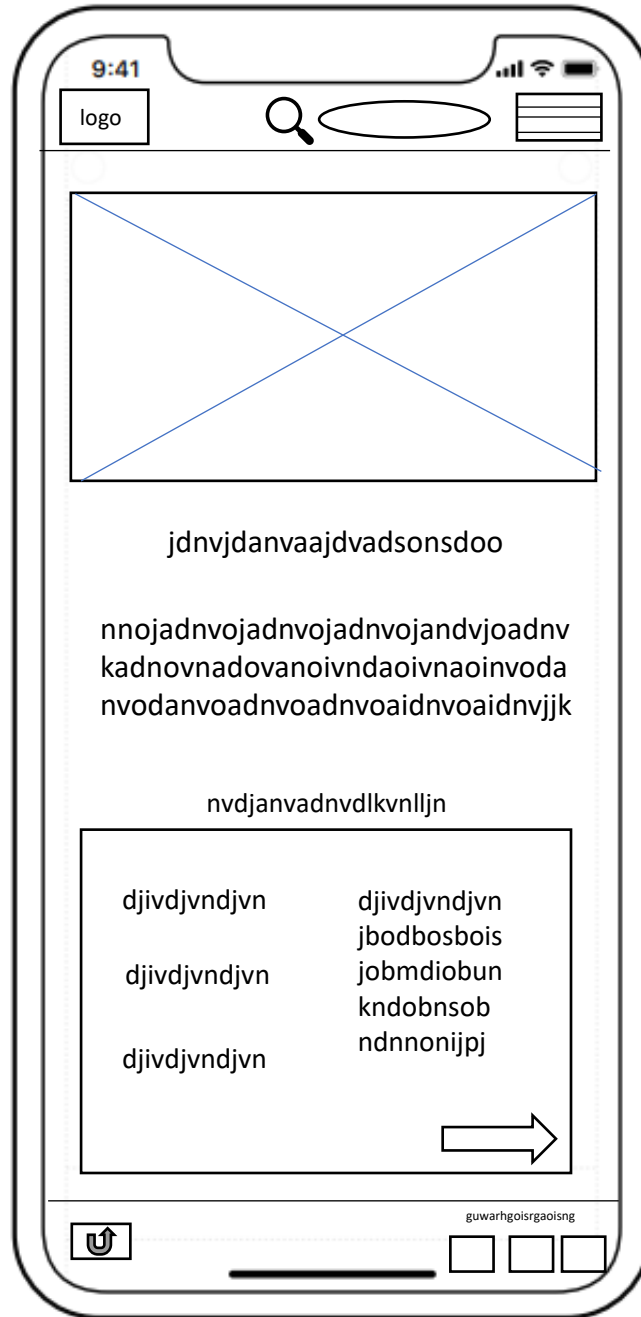 9:41
logo
jdnvjdanvaajdvadsonsdoo
nnojadnvojadnvojadnvojandvjoadnv
kadnovnadovanoivndaoivnaoinvoda
nvodanvoadnvoadnvoaidnvoaidnvjjk
nvdjanvadnvdlkvnlljn
djivdjvndjvn
djivdjvndjvn
djivdjvndjvn
djivdjvndjvn
jbodbosbois
jobmdiobun
kndobnsob
ndnnonijpj
guwarhgoisrgaoisng